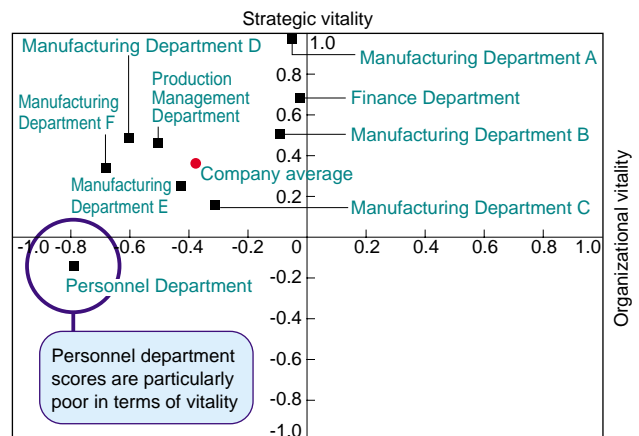 Strategic vitality
1.0
Manufacturing Department D
Manufacturing Department A
0.8
Production
Management
Department
Manufacturing
Department F
Finance Department
0.6
Manufacturing Department B
0.4
Company average
Manufacturing
Department E
0.2
Manufacturing Department C
-1.0 -0.8 -0.6 -0.4 -0.2 0 0.2 0.4 0.6 0.8 1.0
Organizational vitality
-0.2
Personnel Department
-0.4
Personnel department
scores are particularly
poor in terms of vitality
-0.6
-0.8
-1.0